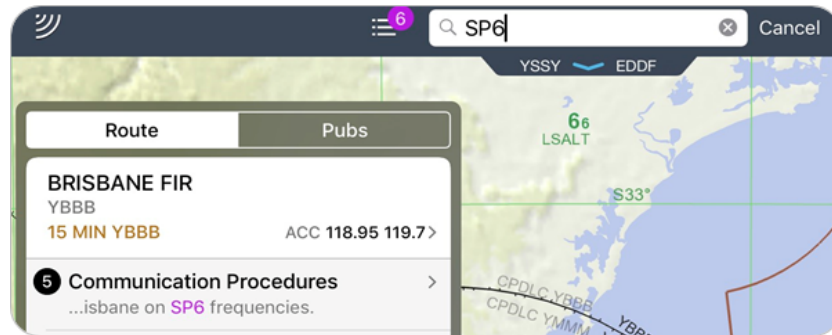 6
SP6
Cancel
YSSY EDDF
Route Pubs
66
LSALT
BRISBANE FIR
YBBB
15 MIN YBBB ACC 118.95 119.7
S33°
5 Communication Procedures
...isbane on SP6 frequencies.
CPDLC YBBB
CPDLC YMMM